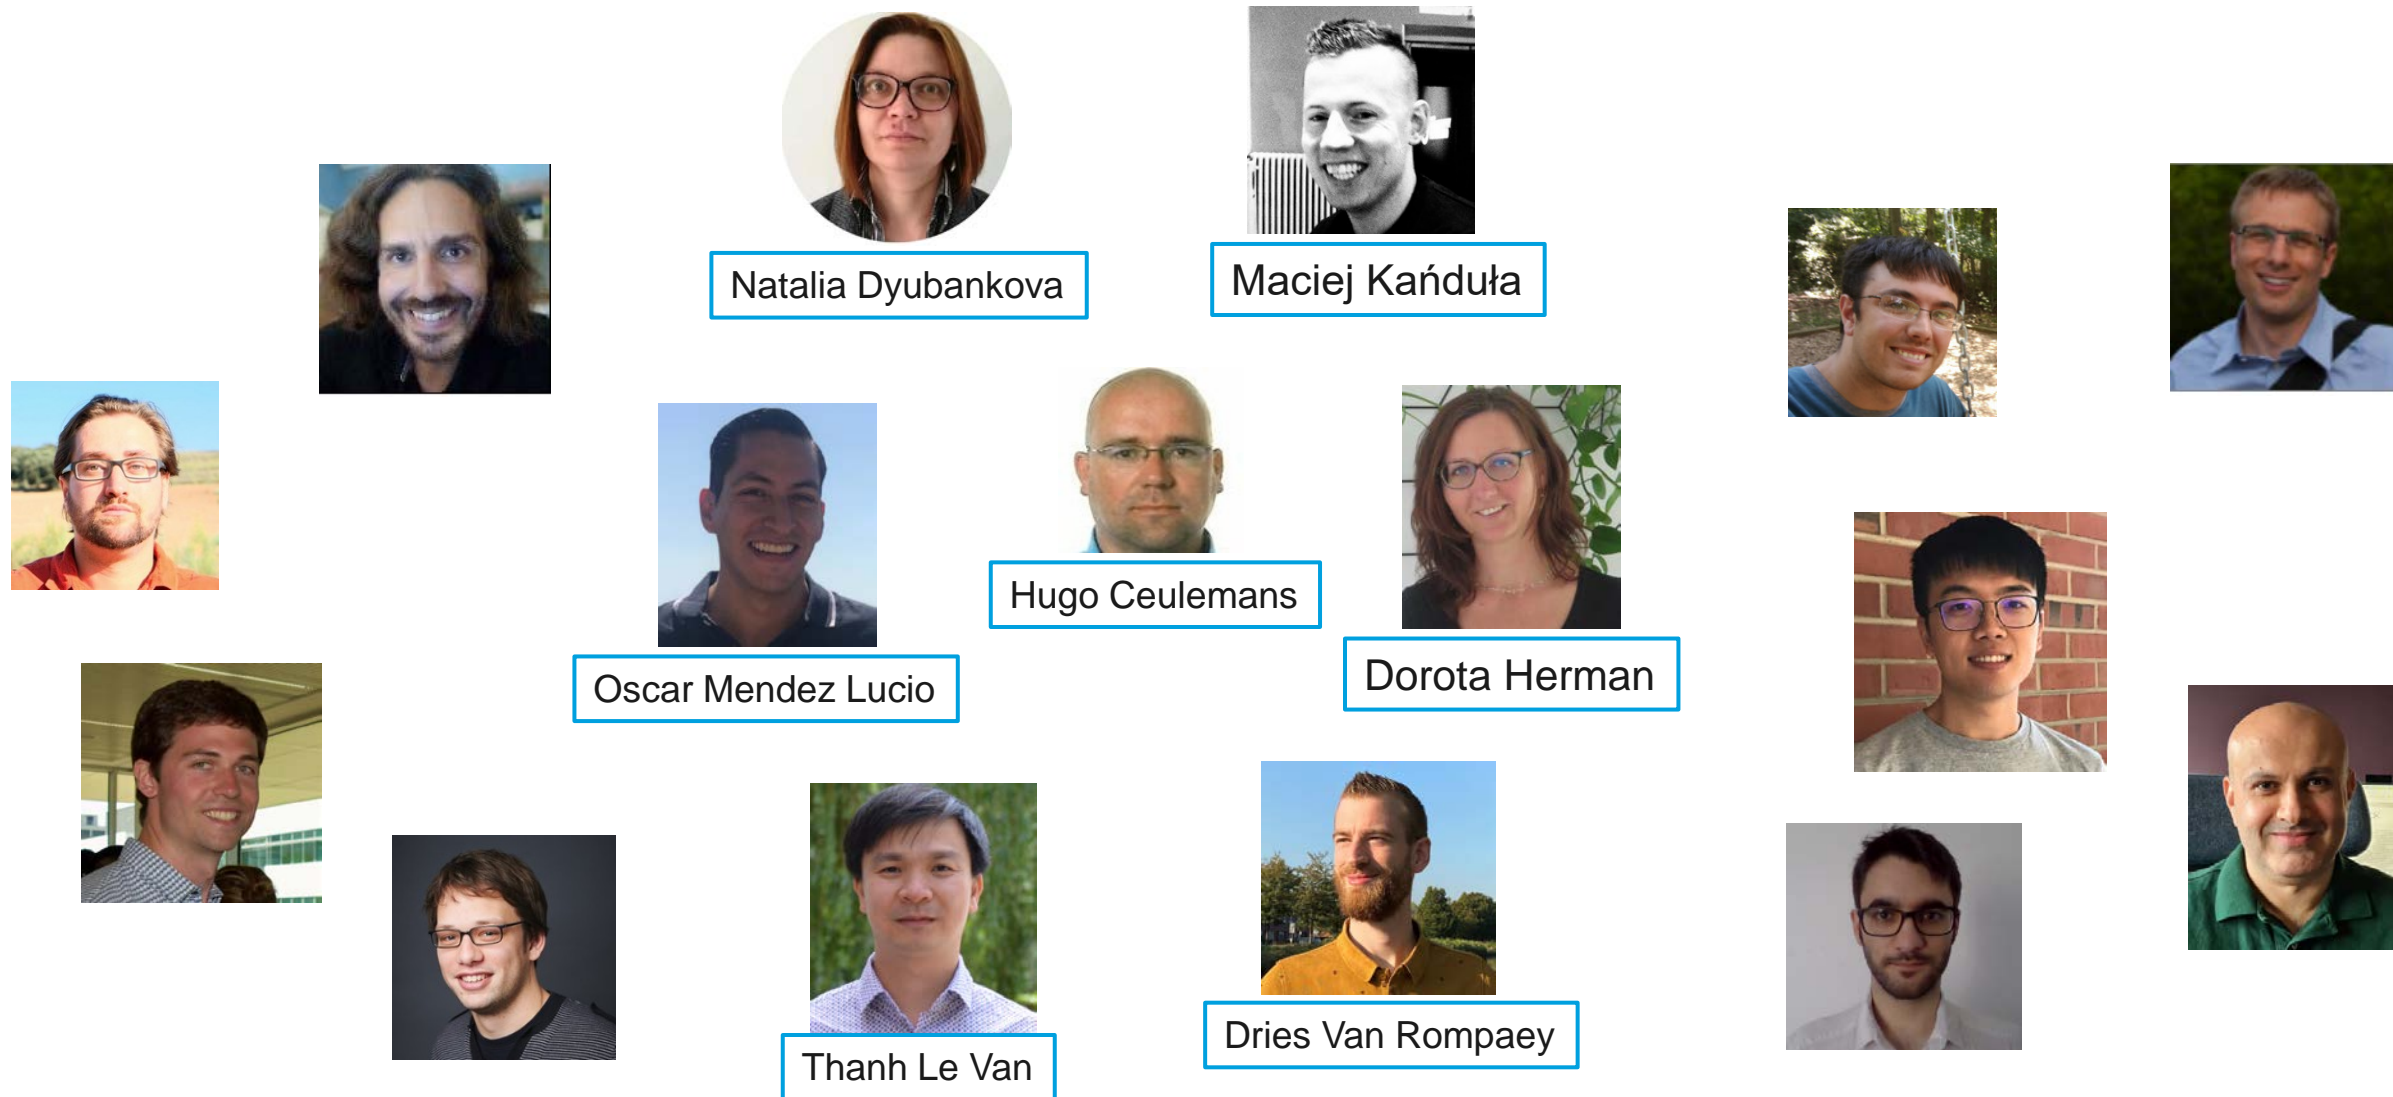 Natalia Dyubankova
Maciej Kańduła
Hugo Ceulemans
Oscar Mendez Lucio
Dorota Herman
Thanh Le Van
Dries Van Rompaey